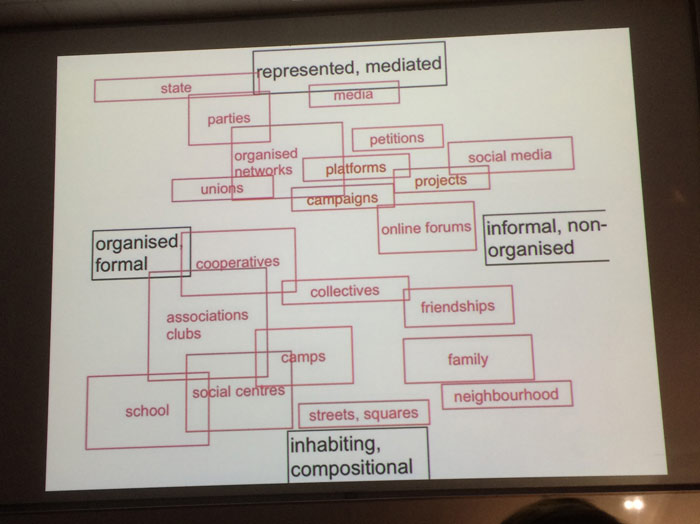 represented, mediated
state
media
parties
petitions
organised
networks
social media
platforms
projects
unions
campaigns
online forums
informal, non-
organised
organised,
formal
cooperatives
collectives
friendships
associations
clubs
camps
family
social centres
neighbourhood
school
streets, squares
inhabiting,
compositional